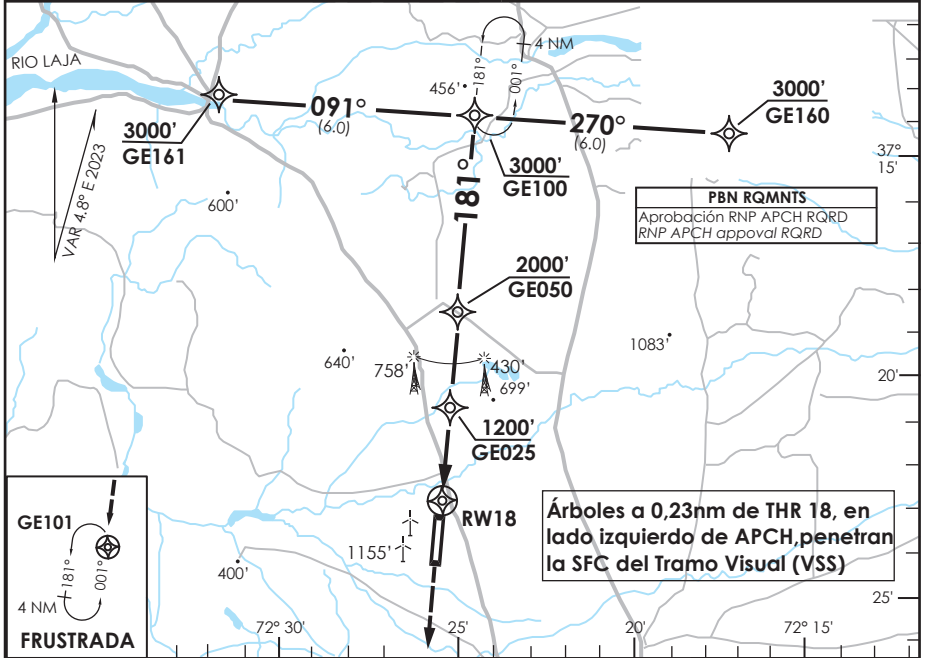 4 NM
181°
001°
RIO LAJA
456'
091°
(6.0)
270°
(6.0)
3000'
GE160
3000'
GE161
3000'
GE100
37°
15'
VAR 4.8° E 2023
181°
600'
PBN RQMNTS
Aprobación RNP APCH RQRD
RNP APCH appoval RQRD
2000'
GE050
640'
758'
430'
699'
1083'
20'
1200'
GE025
RW18
1155'
400'
Árboles a 0,23nm de THR 18, en
lado izquierdo de APCH,penetran
la SFC del Tramo Visual (VSS)
GE101
181°
001°
4 NM
FRUSTRADA
72° 30'
25'
20'
72° 15'
25'